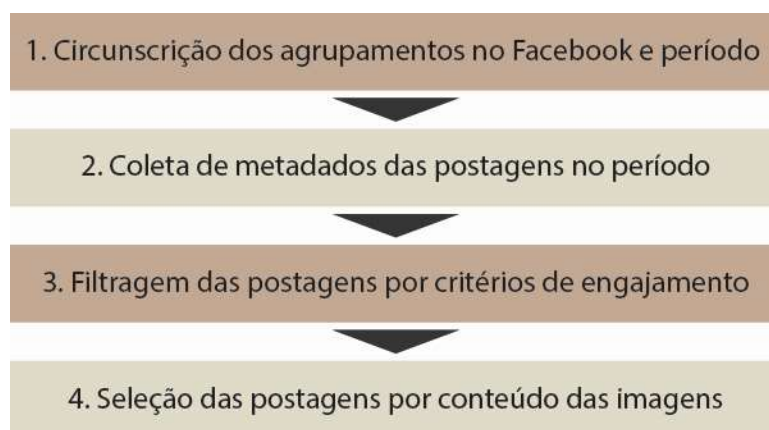 1. Circunscrição dos agrupamentos no Facebook e período
2. Coleta de metadados das postagens no período
3. Filtragem das postagens por critérios de engajamento
4. Seleção das postagens por conteúdo das imagens